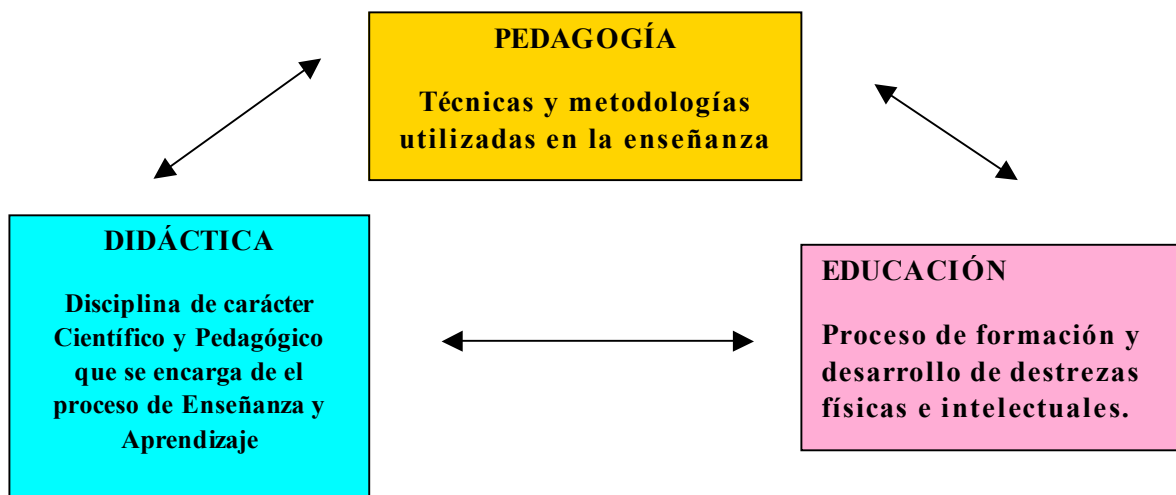 PEDAGOGÍA
Técnicas y metodologías
utilizadas en la enseñanza
DIDÁCTICA
Disciplina de carácter
Científico y Pedagógico
que se encarga de el
proceso de Enseñanza y
Aprendizaje
EDUCACIÓN
Proceso de formación y
desarrollo de destrezas
físicas e intelectuales.